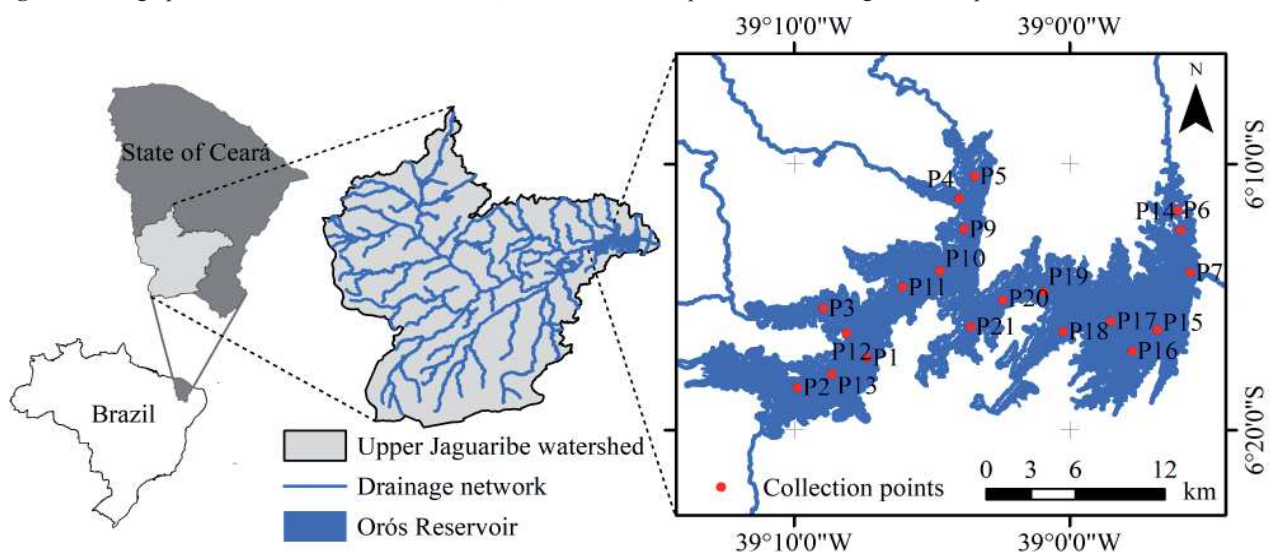 39°10'0"W
39°0'0"W
State of Ceará
N
6°10'0"S
P4
P5
P14
P6
P9
P10
P19
P7
P11
P20
P3
P21
P17
P15
P18
P12
P1
P16
P2
P13
6°20'0"S
Brazil
Upper Jaguaribe watershed
Drainage network
Orós Reservoir
Collection points
0 3 6 12
km
39°10'0"W
39°0'0"W